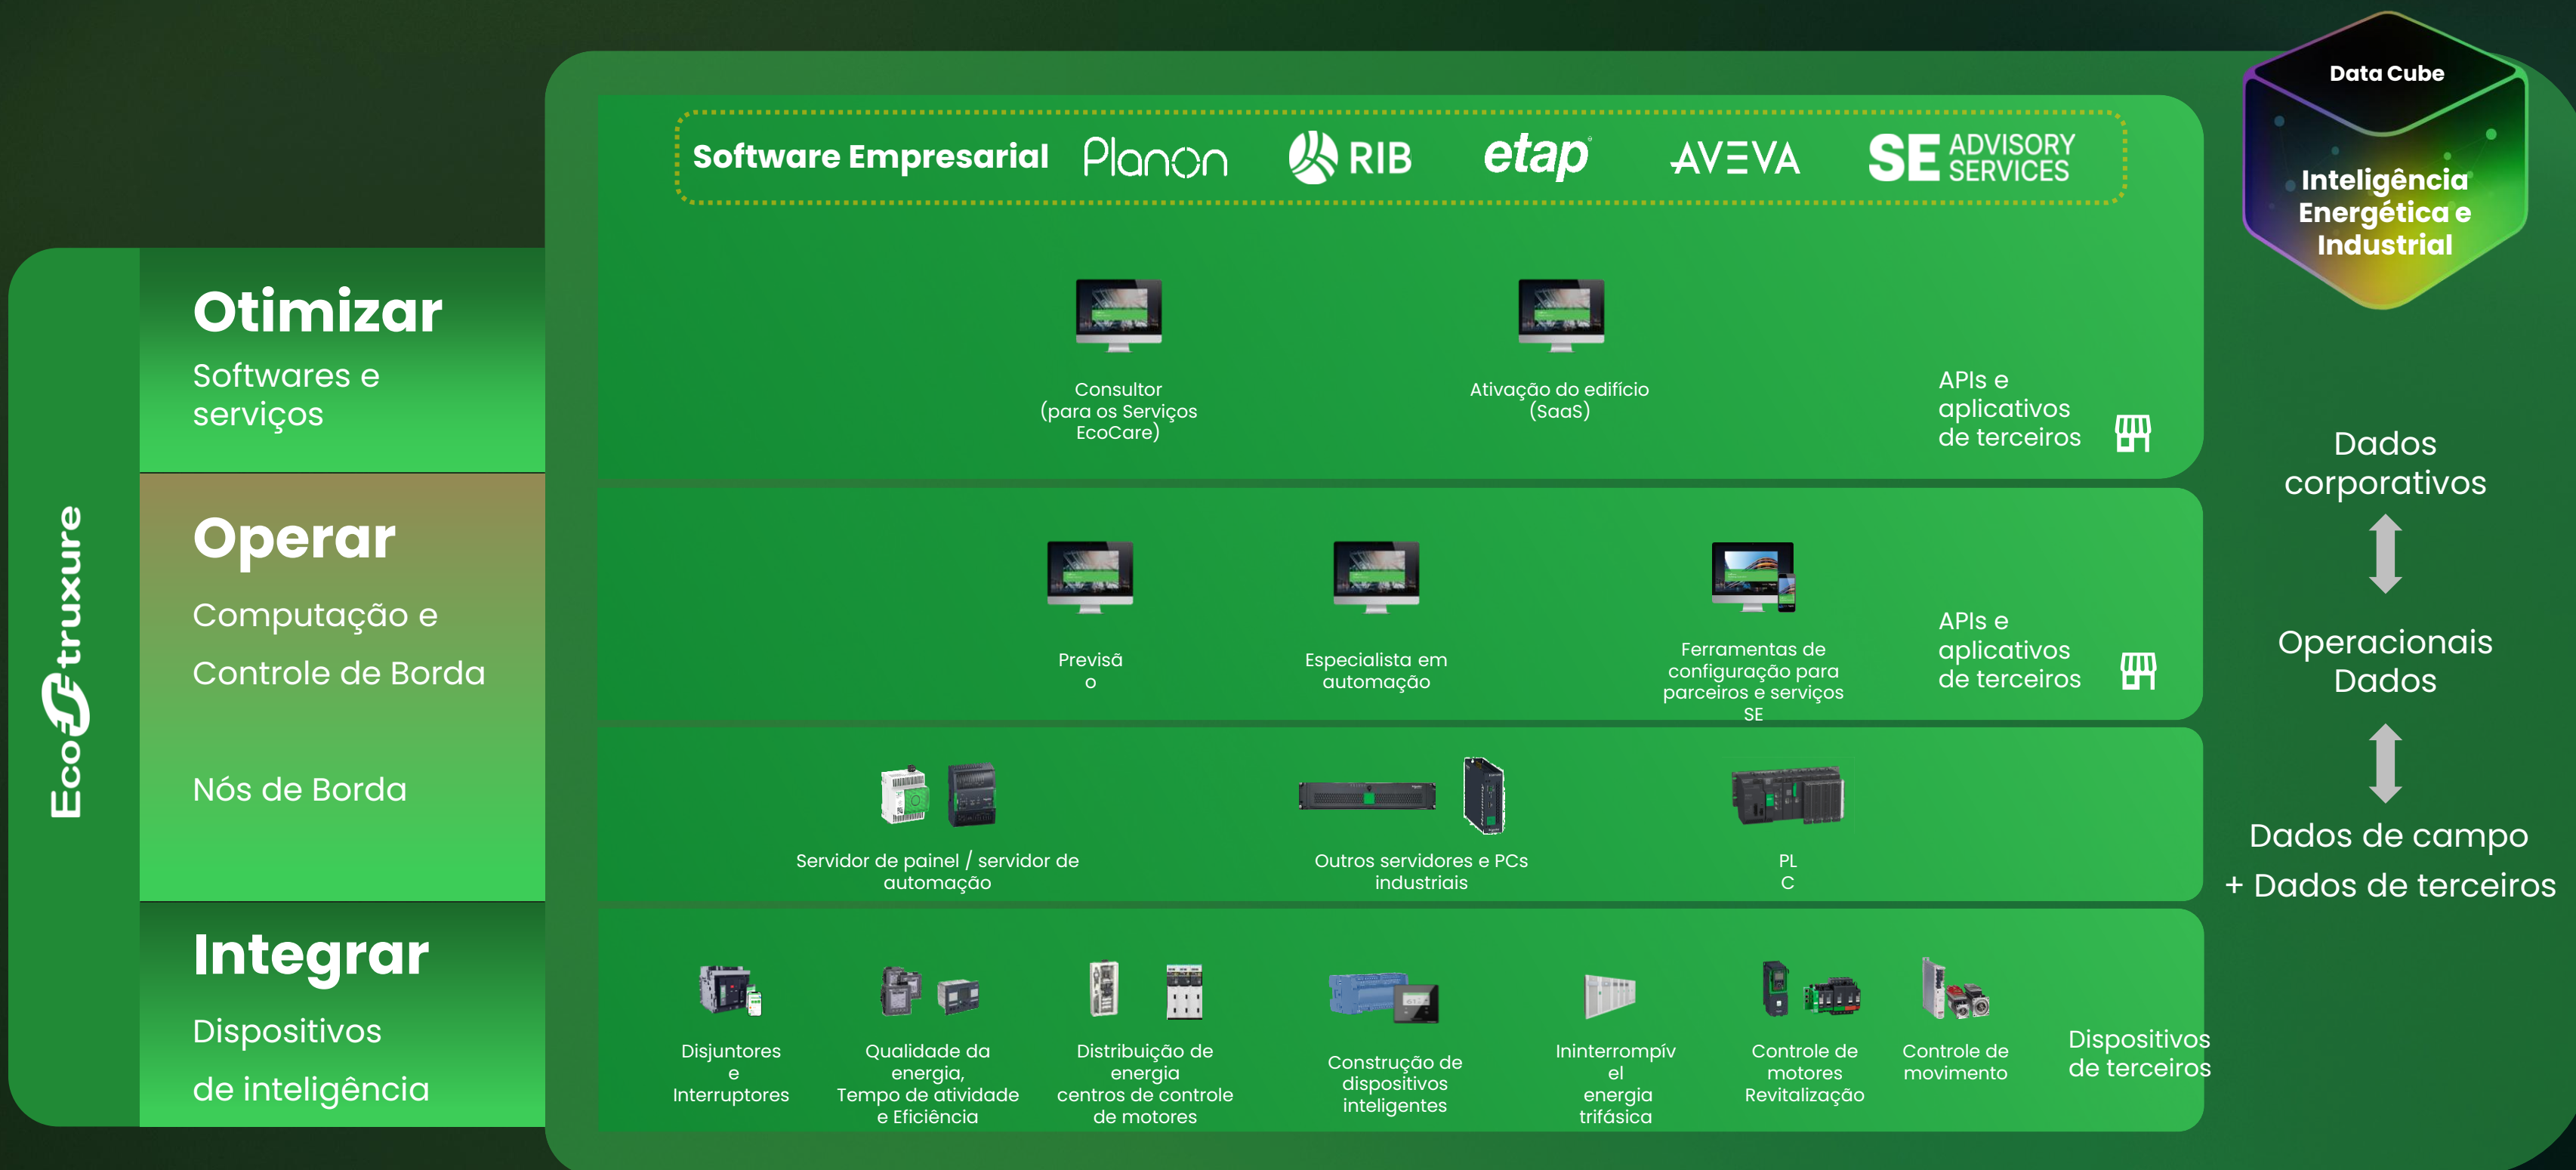 Data Cube
Inteligência
Energética e
Industrial
Software Empresarial
Planon
RIB
etap
AVEVA
SE ADVISORY
SERVICES
Otimizar
Softwares e
serviços
Consultor
(para os Serviços
EcoCare)
Ativação do edifício
(SaaS)
APIs e
aplicativos
de terceiros
Dados
corporativos
EcoStruxure
Operar
Computação e
Controle de Borda
Nós de Borda
Previsã
o
Especialista em
automação
Ferramentas de
configuração para
parceiros e serviços
SE
APIs e
aplicativos
de terceiros
Operacionais
Dados
Servidor de painel / servidor de
automação
Outros servidores e PCs
industriais
PL
C
Dados de campo
+ Dados de terceiros
Integrar
Dispositivos
de inteligência
Disjuntores
e
Interruptores
Qualidade da
energia,
Tempo de atividade
e Eficiência
Distribuição de
energia
centros de controle
de motores
Construção de
dispositivos
inteligentes
Ininterrompív
el
energia
trifásica
Controle de
motores
Revitalização
Controle de
movimento
Dispositivos
de terceiros